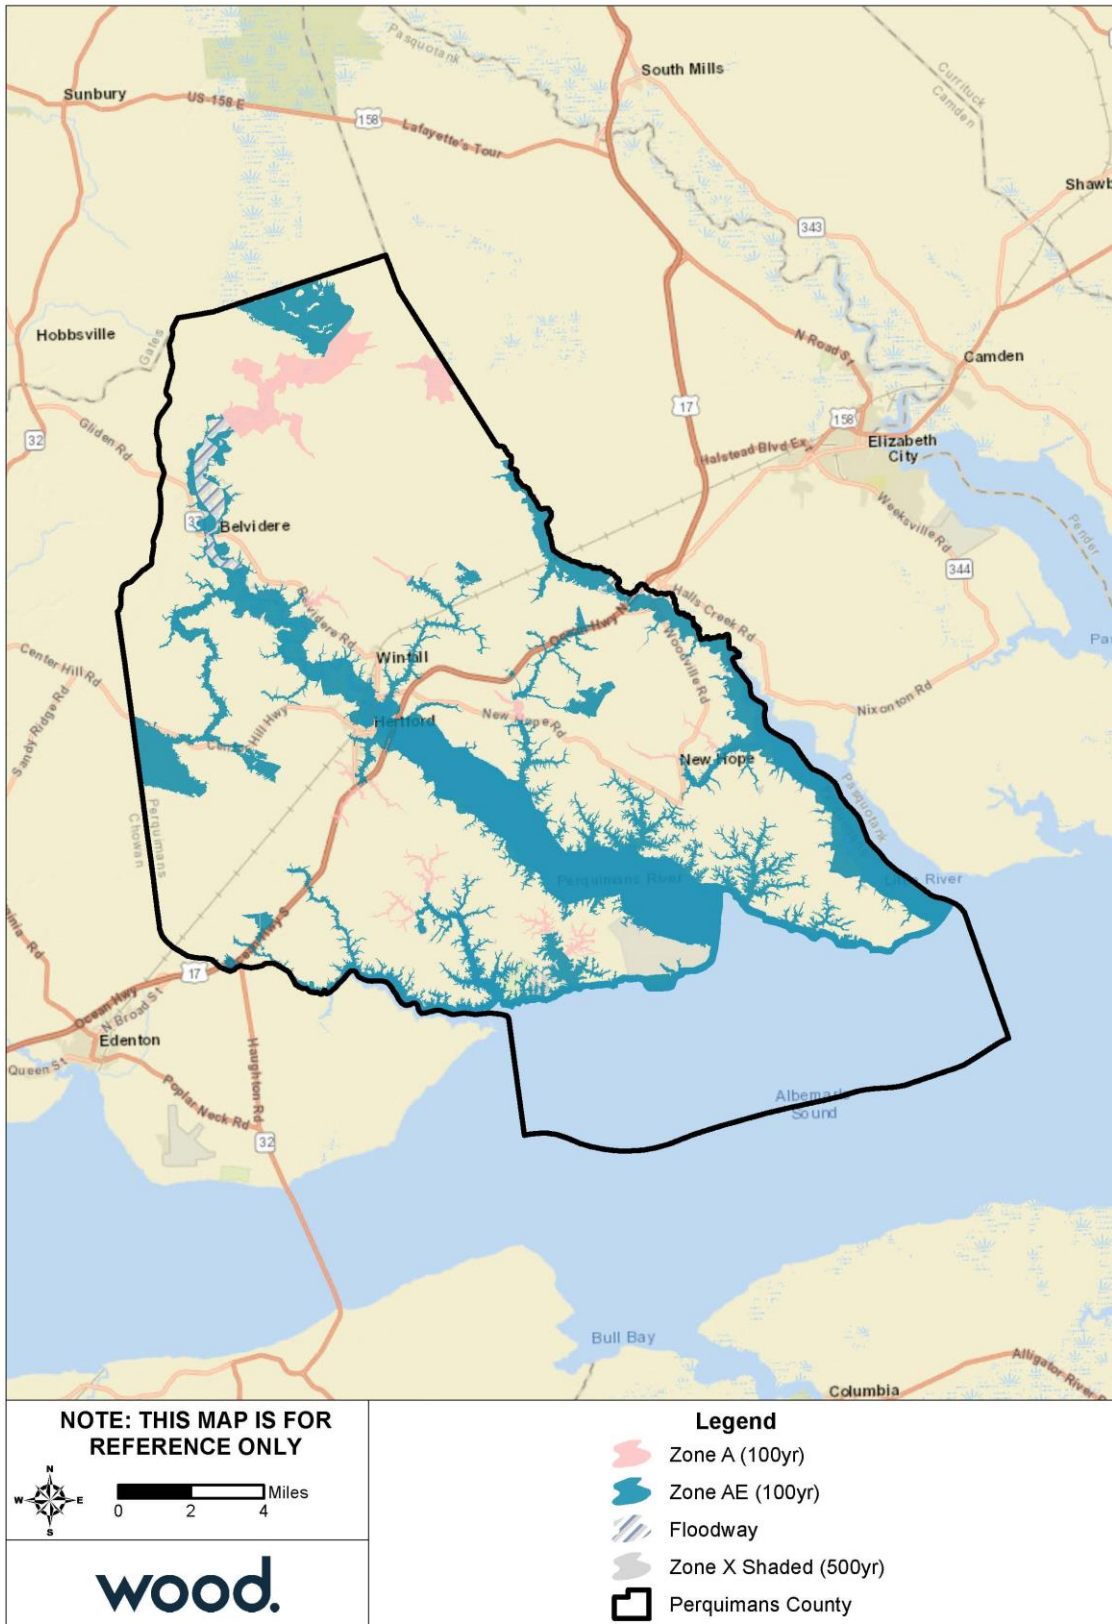 Pasquotank
South Mills
Currituck
Camden
Sunbury
US-158 E
158
Lafayette's Tour
Shawb
343
Hobbsville
Gates
N Road St
Camden
17
158
32
Gliden Rd
Halstead Blvd Ext
Elizabeth
City
Weeksville Rd
Belvidere
Pender
344
Halls Creek Rd
Belvidere Rd
Woodville Rd
Winfall
Center Hill Rd
Sandy Ridge Rd
Nixonton Rd
Hertford
New Hope Rd
New Hope
Pasquotank
Perquimans
Chowan
Perquimans River
Little River
17
Ocean Hwy
N Broad St
Edenton
Queen St
Haughton Rd
Poplar Neck Rd
32
Albemarle
Sound
Bull Bay
Alligator River
Columbia
NOTE: THIS MAP IS FOR
REFERENCE ONLY
N
W E
S
0 2 4 Miles
wood.
Legend
Zone A (100yr)
Zone AE (100yr)
Floodway
Zone X Shaded (500yr)
Perquimans County